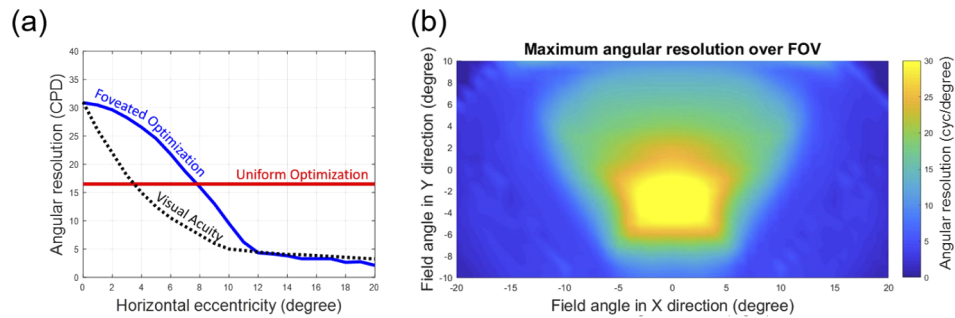 (a)
Angular resolution (CPD)
40
35
30
25
20
15
10
5
0
Foveated Optimization
Uniform Optimization
Visual Acuity
0 2 4 6 8 10 12 14 16 18 20
Horizontal eccentricity (degree)
(b)
Maximum angular resolution over FOV
Field angle in Y direction (degree)
10
8
6
4
2
0
-2
-4
-6
-8
-10
-20 -15 -10 -5 0 5 10 15 20
Field angle in X direction (degree)
30
25
20
15
10
5
0
Angular resolution (cyc/degree)